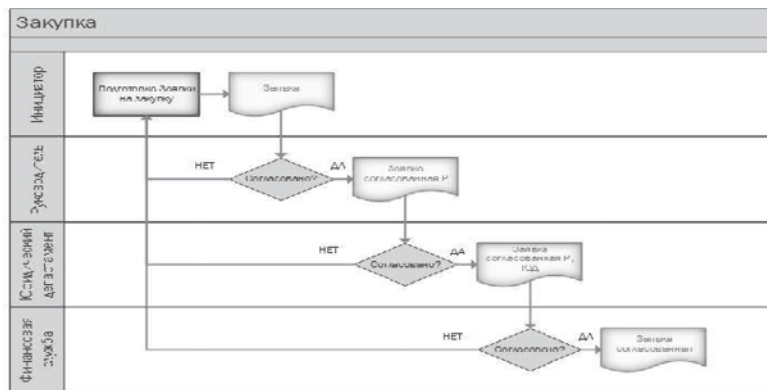 Закупка
Инициатор
Подготовка Заявки
на закупку
Заявка
Руководитель
НЕТ
Согласовано?
ДА
Заявка
согласованная Р
Юридический
департамент
НЕТ
Согласовано?
ДА
Заявка
согласованная Р,
ЮД
Финансовая
служба
НЕТ
Согласовано?
ДА
Заявка
согласованная